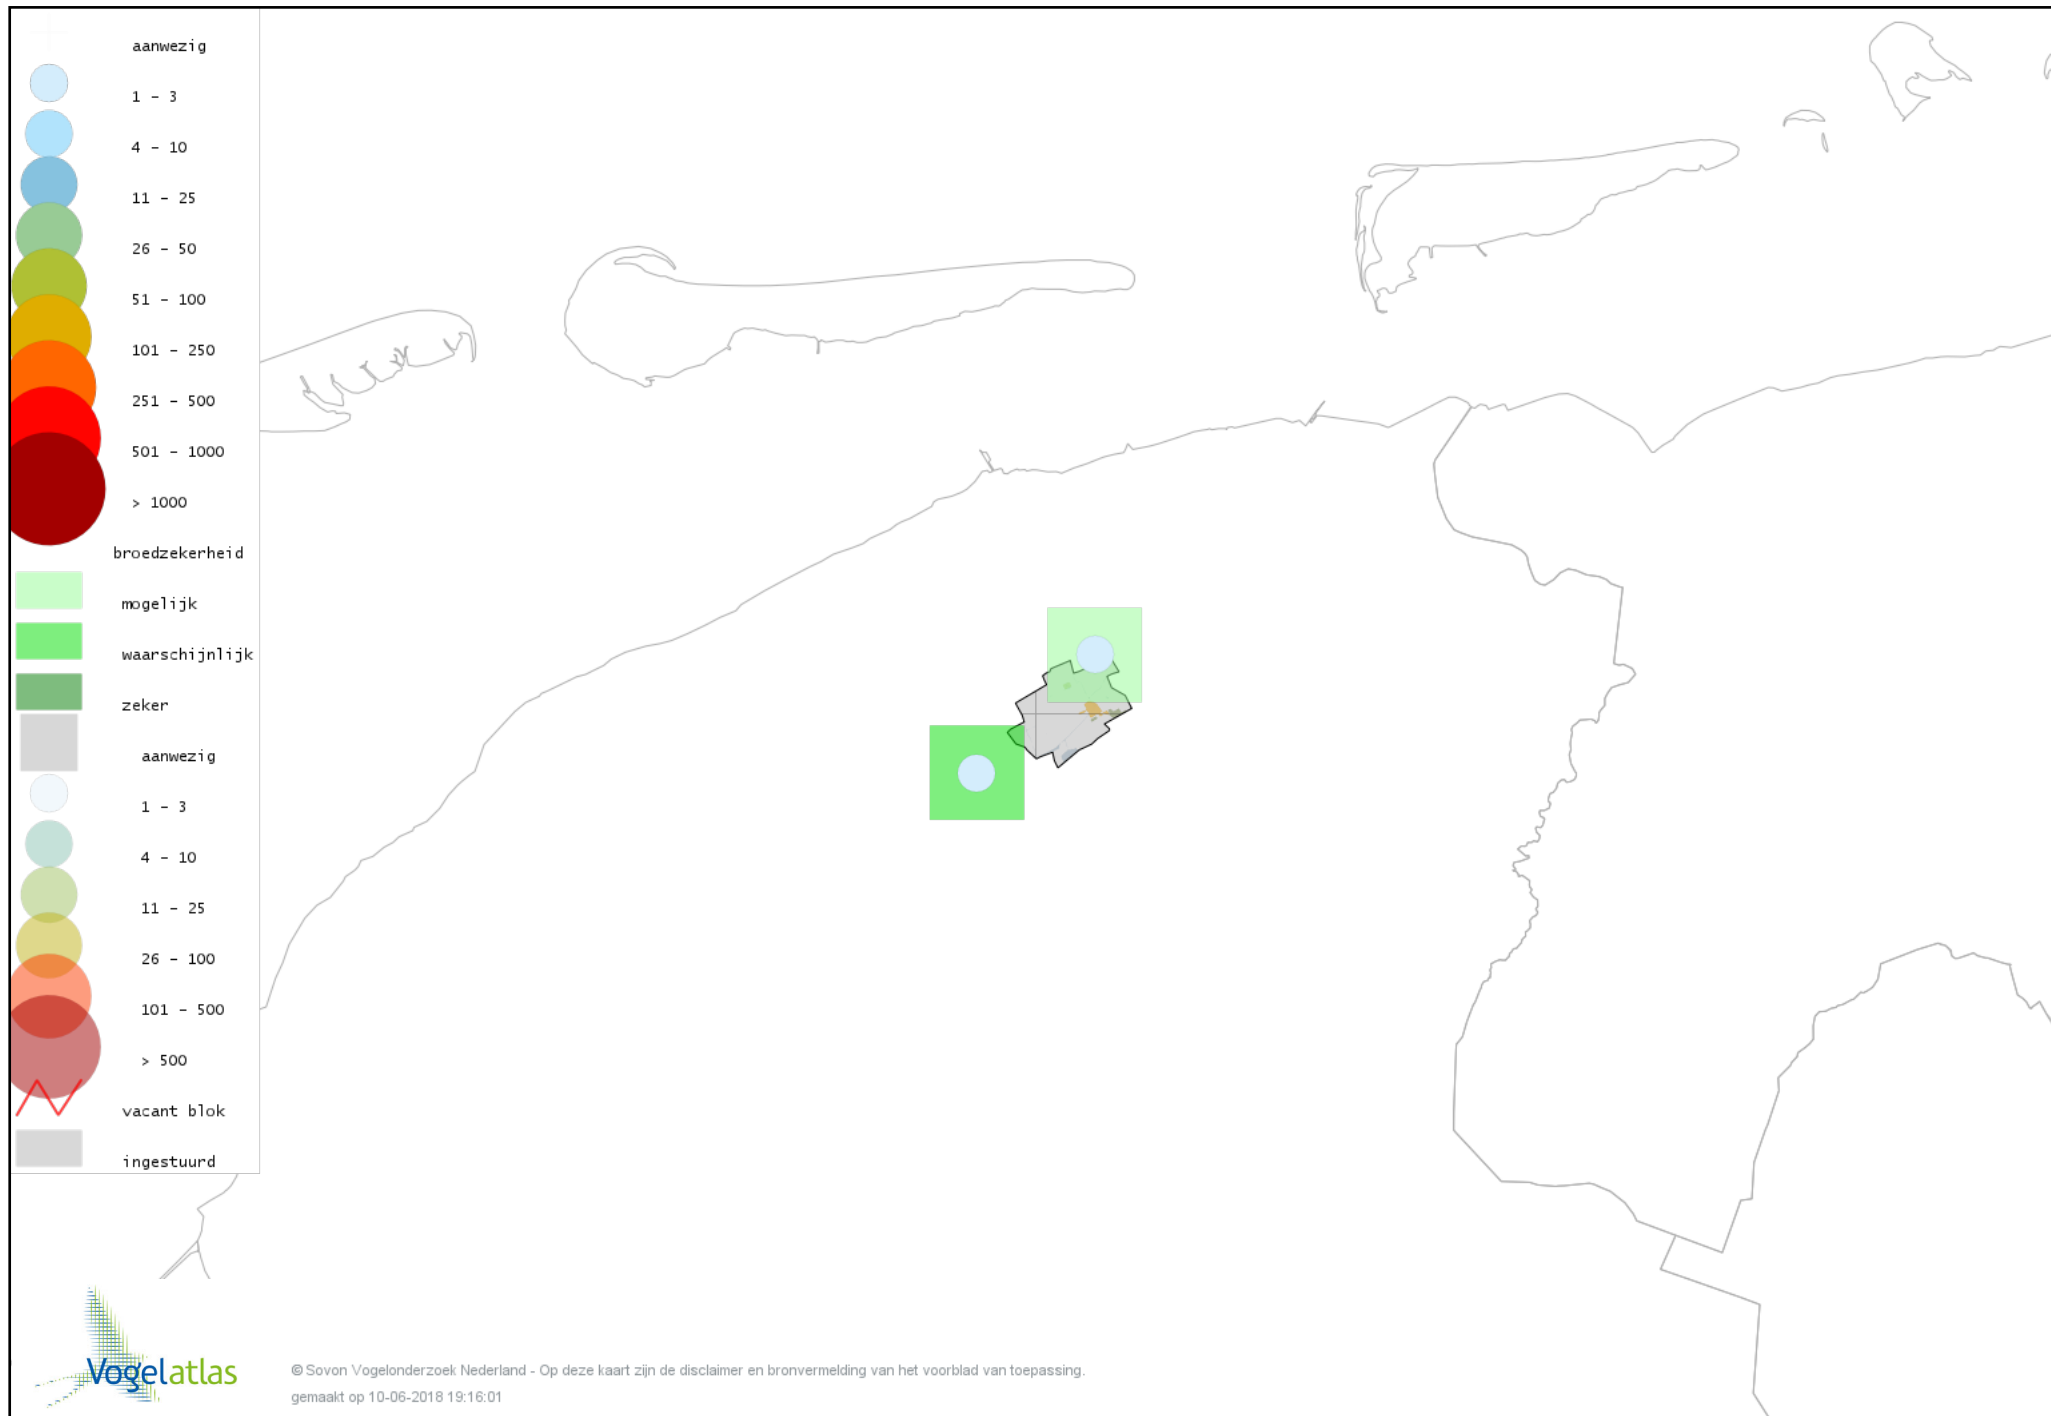 aanwezig
1 - 3
4 - 10
11 - 25
26 - 50
51 - 100
101 - 250
251 - 500
501 - 1000
> 1000
broedzekerheid
mogelijk
waarschijnlijk
zeker
aanwezig
1 - 3
4 - 10
11 - 25
26 - 100
101 - 500
> 500
vacant blok
ingestuurd
Vogelatlas
© Sovon Vogelonderzoek Nederland - Op deze kaart zijn de disclaimer en bronvermelding van het voorblad van toepassing.
gemaakt op 10-06-2018 19:16:01